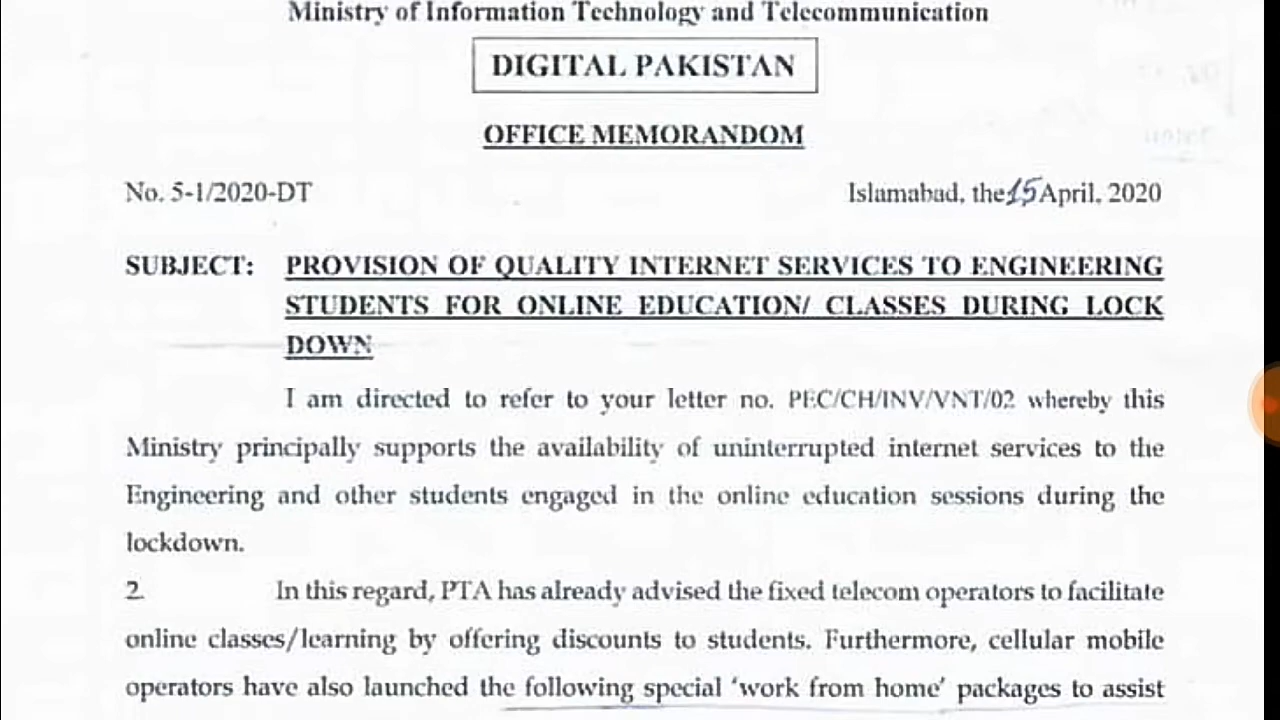 Ministry of Information Technology and Telecommunication
DIGITAL PAKISTAN
OFFICE MEMORANDOM
No. 5-1/2020-DT Islamabad, the 15 April, 2020
SUBJECT: PROVISION OF QUALITY INTERNET SERVICES TO ENGINEERING
STUDENTS FOR ONLINE EDUCATION/ CLASSES DURING LOCK
DOWN
I am directed to refer to your letter no. PEC/CH/INV/VNT/02 whereby this
Ministry principally supports the availability of uninterrupted internet services to the
Engineering and other students engaged in the online education sessions during the
lockdown.
2. In this regard, PTA has already advised the fixed telecom operators to facilitate
online classes/learning by offering discounts to students. Furthermore, cellular mobile
operators have also launched the following special 'work from home' packages to assist